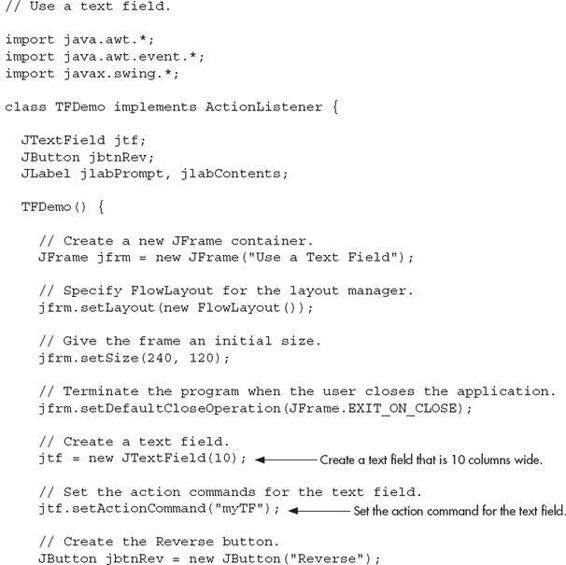 // Use a text field.
import java.awt.*;
import java.awt.event.*;
import javax.swing.*;
class TFDemo implements ActionListener {
JTextField jtf;
JButton jbtnRev;
JLabel jlabPrompt, jlabContents;
TFDemo() {
// Create a new JFrame container.
JFrame jfrm = new JFrame("Use a Text Field");
// Specify FlowLayout for the layout manager.
jfrm.setLayout(new FlowLayout());
// Give the frame an initial size.
jfrm.setSize(240, 120);
// Terminate the program when the user closes the application.
jfrm.setDefaultCloseOperation(JFrame.EXIT_ON_CLOSE);
// Create a text field.
jtf = new JTextField(10); Create a text field that is 10 columns wide.
// Set the action commands for the text field.
jtf.setActionCommand("myTF"); Set the action command for the text field.
// Create the Reverse button.
JButton jbtnRev = new JButton("Reverse");